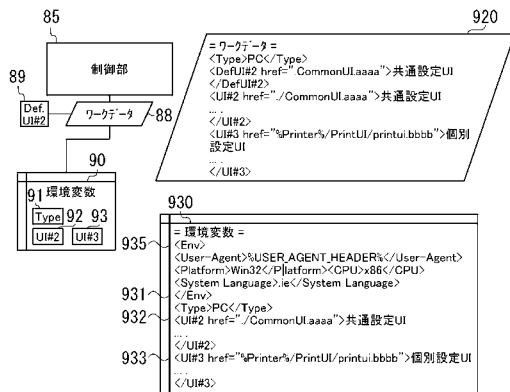 85
制御部
89
Def.
UI#2
ワークデータ
88
90
環境変数
91
Type
92
93
UI#2
UI#3
920
= ワークデータ =
<Type>PC</Type>
<DefUI#2 href="./CommonUI.aaaa">共通設定UI
</DefUI#2>
<UI#2 href="./CommonUI.aaaa">共通設定UI
... .
</UI#2>
<UI#3 href="%Printer%/PrintUI/printui.bbbb">個別
設定UI
... .
</UI#3>
930
= 環境変数 =
935
<Env>
<User-Agent>%USER_AGENT_HEADER%</User-Agent>
<Platform>Win32</Platform><CPU>x86</CPU>
<System Language>.ie</System Language>
931
</Env>
<Type>PC</Type>
932
<UI#2 href="./CommonUI.aaaa">共通設定UI
... .
</UI#2>
933
<UI#3 href="%Printer%/PrintUI/printui.bbbb">個別設定UI
... .
</UI#3>